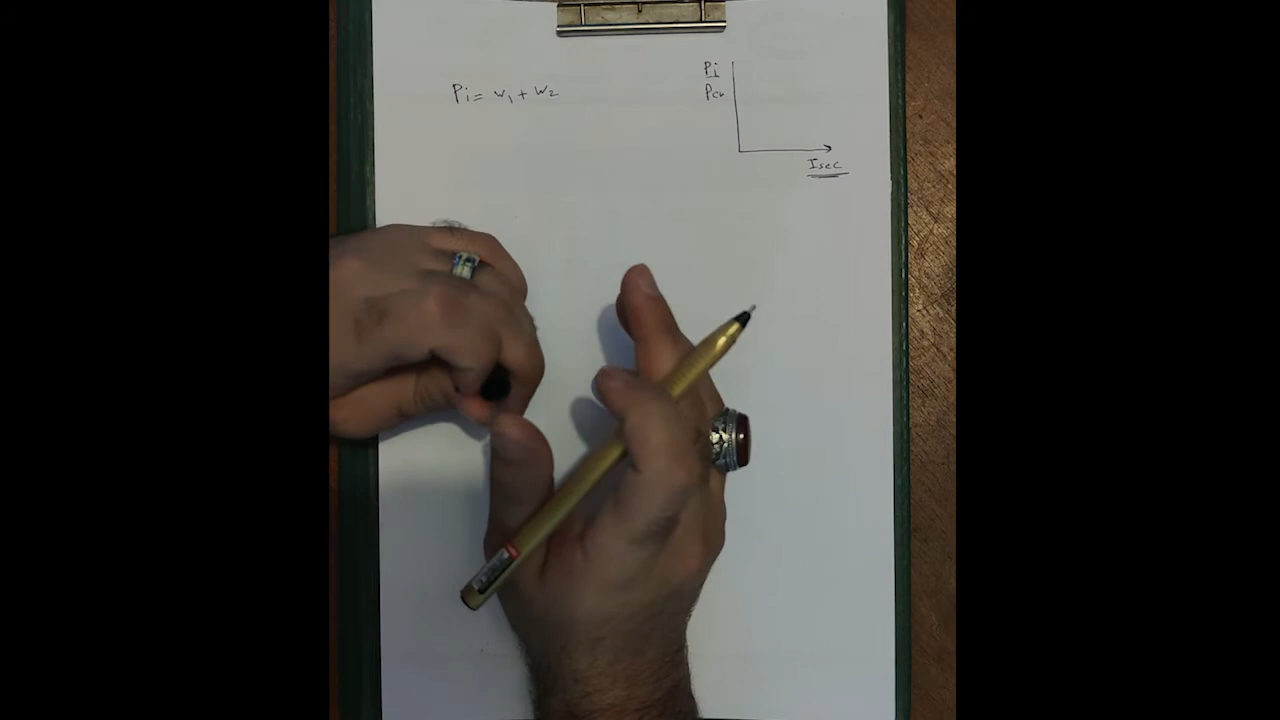 Pi = W1 + W2
Pi
Pcu
Isec